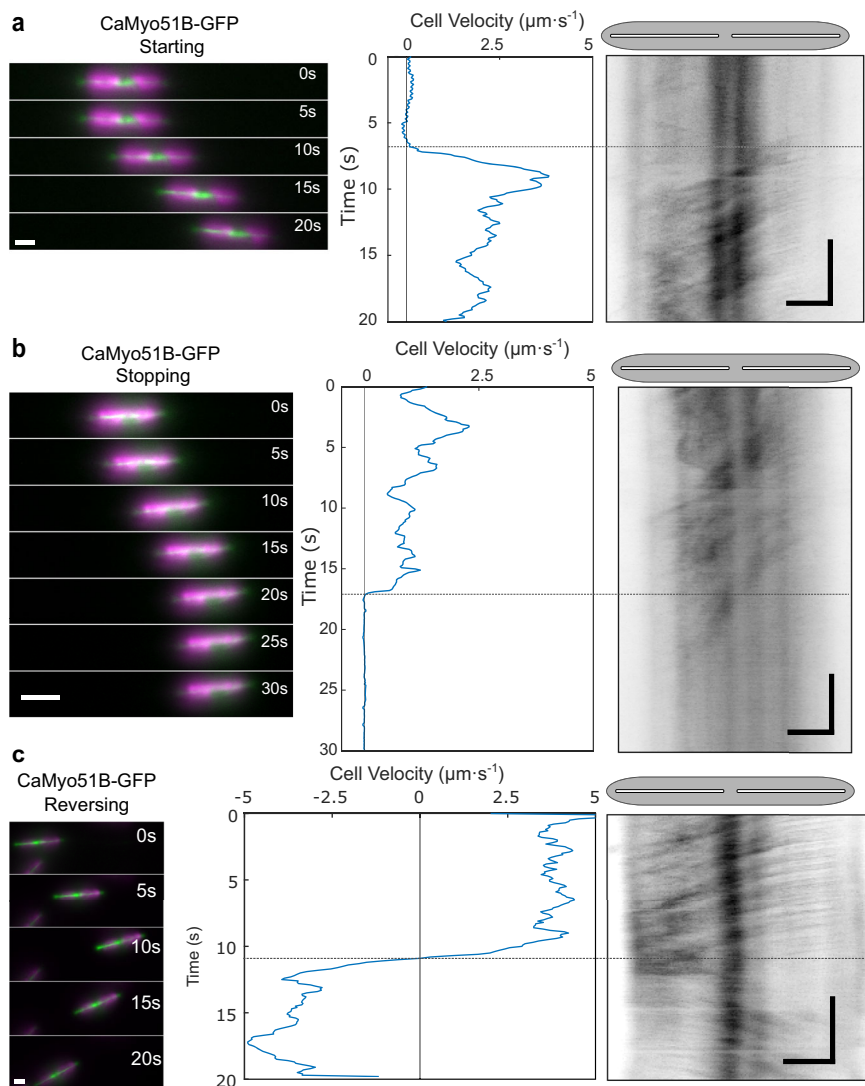 a
CaMyo51B-GFP
Starting
0s
5s
10s
15s
20s
Cell Velocity (µm·s⁻¹)
0 2.5 5
Time (s)
0
5
10
15
20
b
CaMyo51B-GFP
Stopping
0s
5s
10s
15s
20s
25s
30s
Cell Velocity (µm·s⁻¹)
0 2.5 5
Time (s)
0
5
10
15
20
25
30
c
CaMyo51B-GFP
Reversing
0s
5s
10s
15s
20s
Cell Velocity (µm·s⁻¹)
-5 -2.5 0 2.5 5
Time (s)
0
5
10
15
20